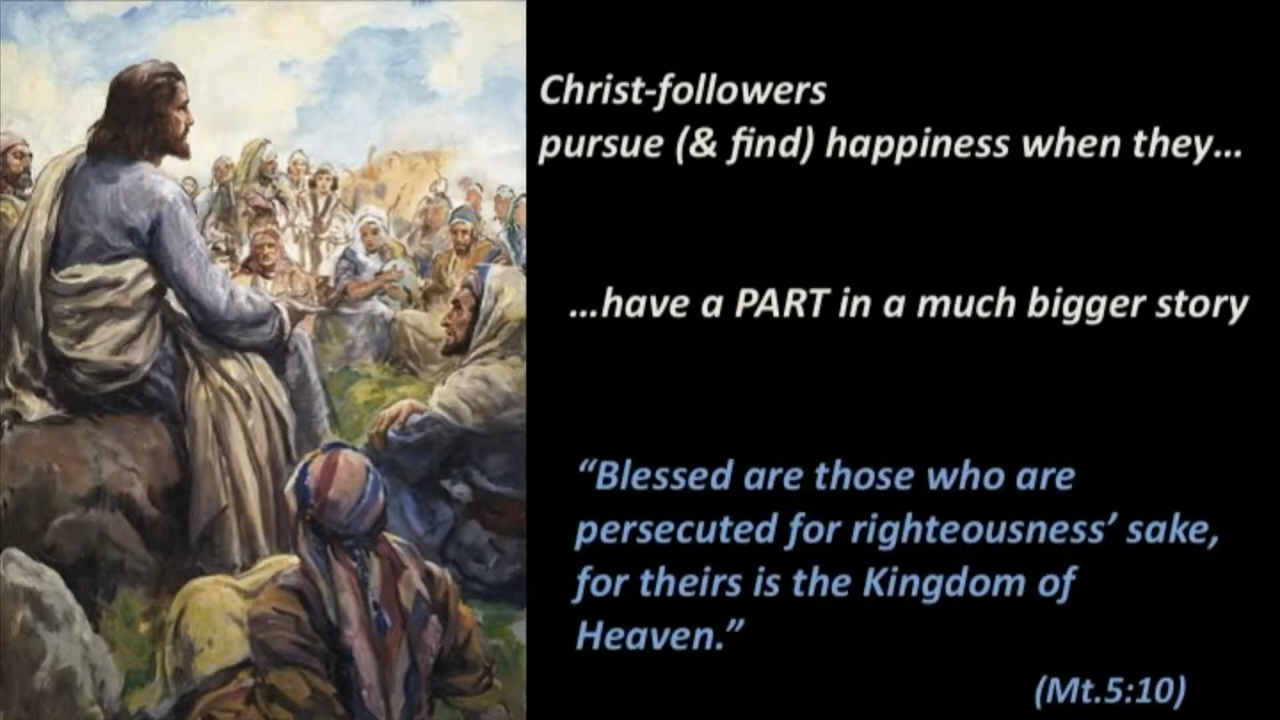 Christ-followers
pursue (& find) happiness when they...
...have a PART in a much bigger story
“Blessed are those who are
persecuted for righteousness’ sake,
for theirs is the Kingdom of
Heaven.”
(Mt.5:10)